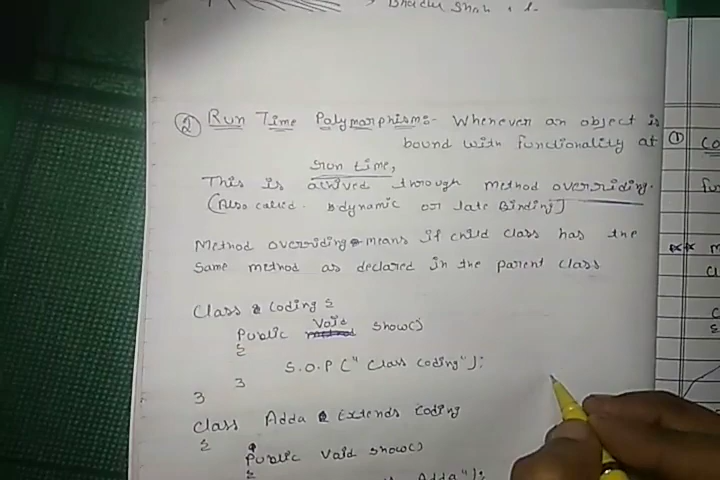 ② Run Time Polymorphism:- Whenever an object is
bound with functionality at
run time,
This is achived through method overriding.
(Also called dynamic or late Binding)
Method overriding means if child class has the
same method as declared in the parent class
Class Coding {
Public Void show()
{
S.O.P ("Class Coding");
}
}
Class Adda Extends Coding
{ Public Void show()
{
Adda");
①